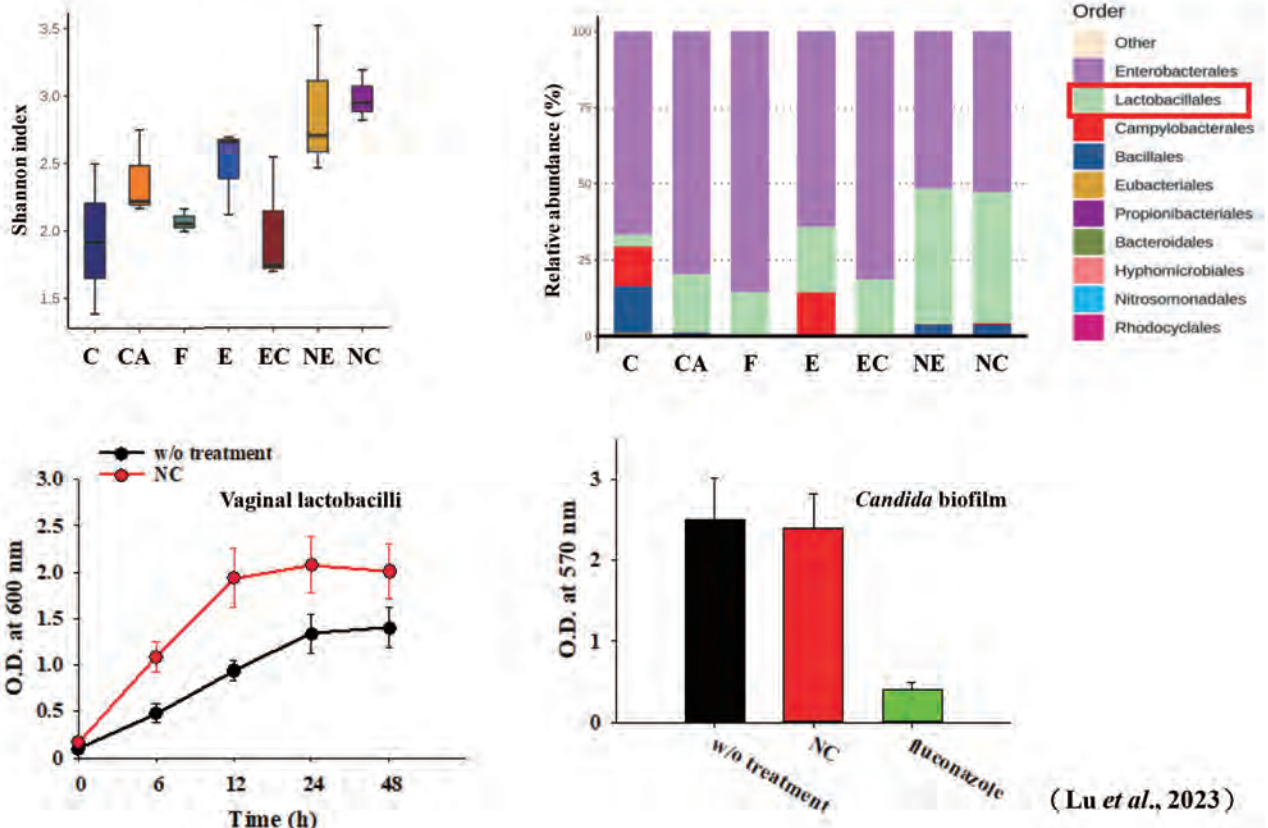 Shannon index
3.5
3.0
2.5
2.0
1.5
C CA F E EC NE NC
Relative abundance (%)
100
75
50
25
0
C CA F E EC NE NC
Order
Other
Enterobacterales
Lactobacillales
Campylobacterales
Bacillales
Eubacteriales
Propionibacteriales
Bacteroidales
Hyphomicrobiales
Nitrosomonadales
Rhodocyclales
w/o treatment
NC
Vaginal lactobacilli
O.D. at 600 nm
3.0
2.5
2.0
1.5
1.0
0.5
0
0 6 12 24 48
Time (h)
Candida biofilm
O.D. at 570 nm
3
2
1
0
w/o treatment
NC
fluconazole
(Lu et al., 2023)